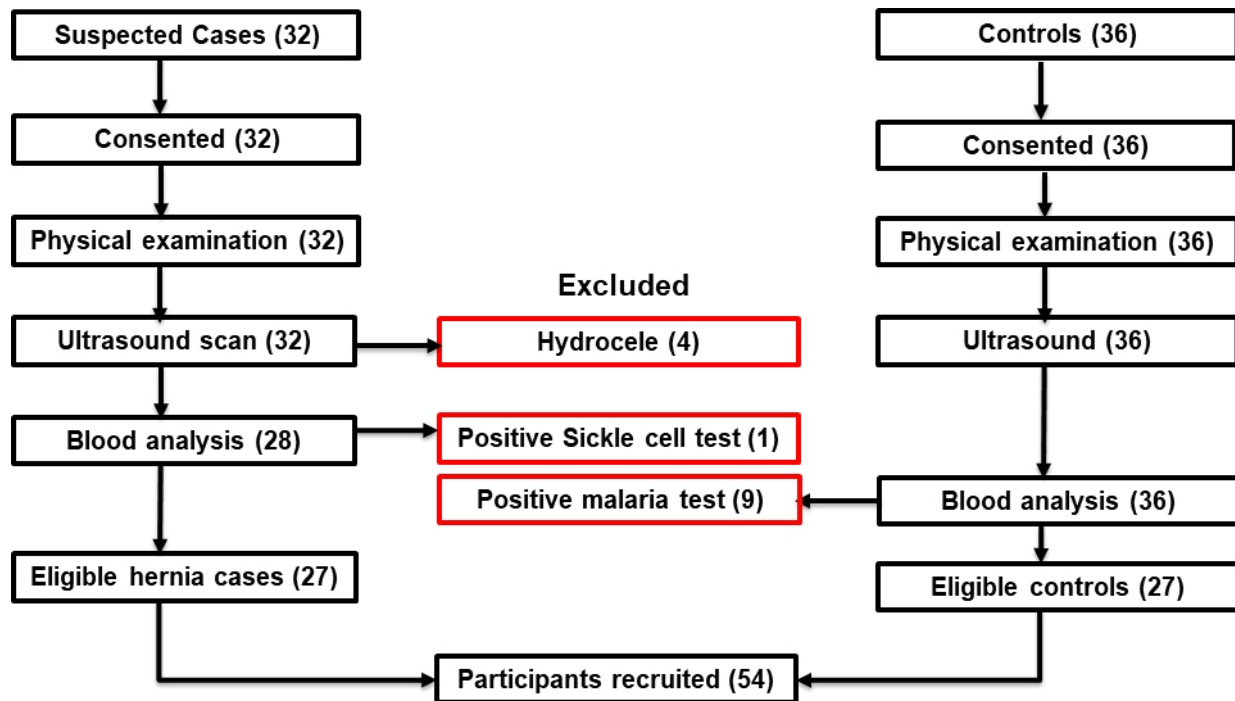 Suspected Cases (32)
Controls (36)
Consented (32)
Consented (36)
Physical examination (32)
Physical examination (36)
Excluded
Ultrasound scan (32)
Hydrocele (4)
Ultrasound (36)
Blood analysis (28)
Positive Sickle cell test (1)
Positive malaria test (9)
Blood analysis (36)
Eligible hernia cases (27)
Eligible controls (27)
Participants recruited (54)